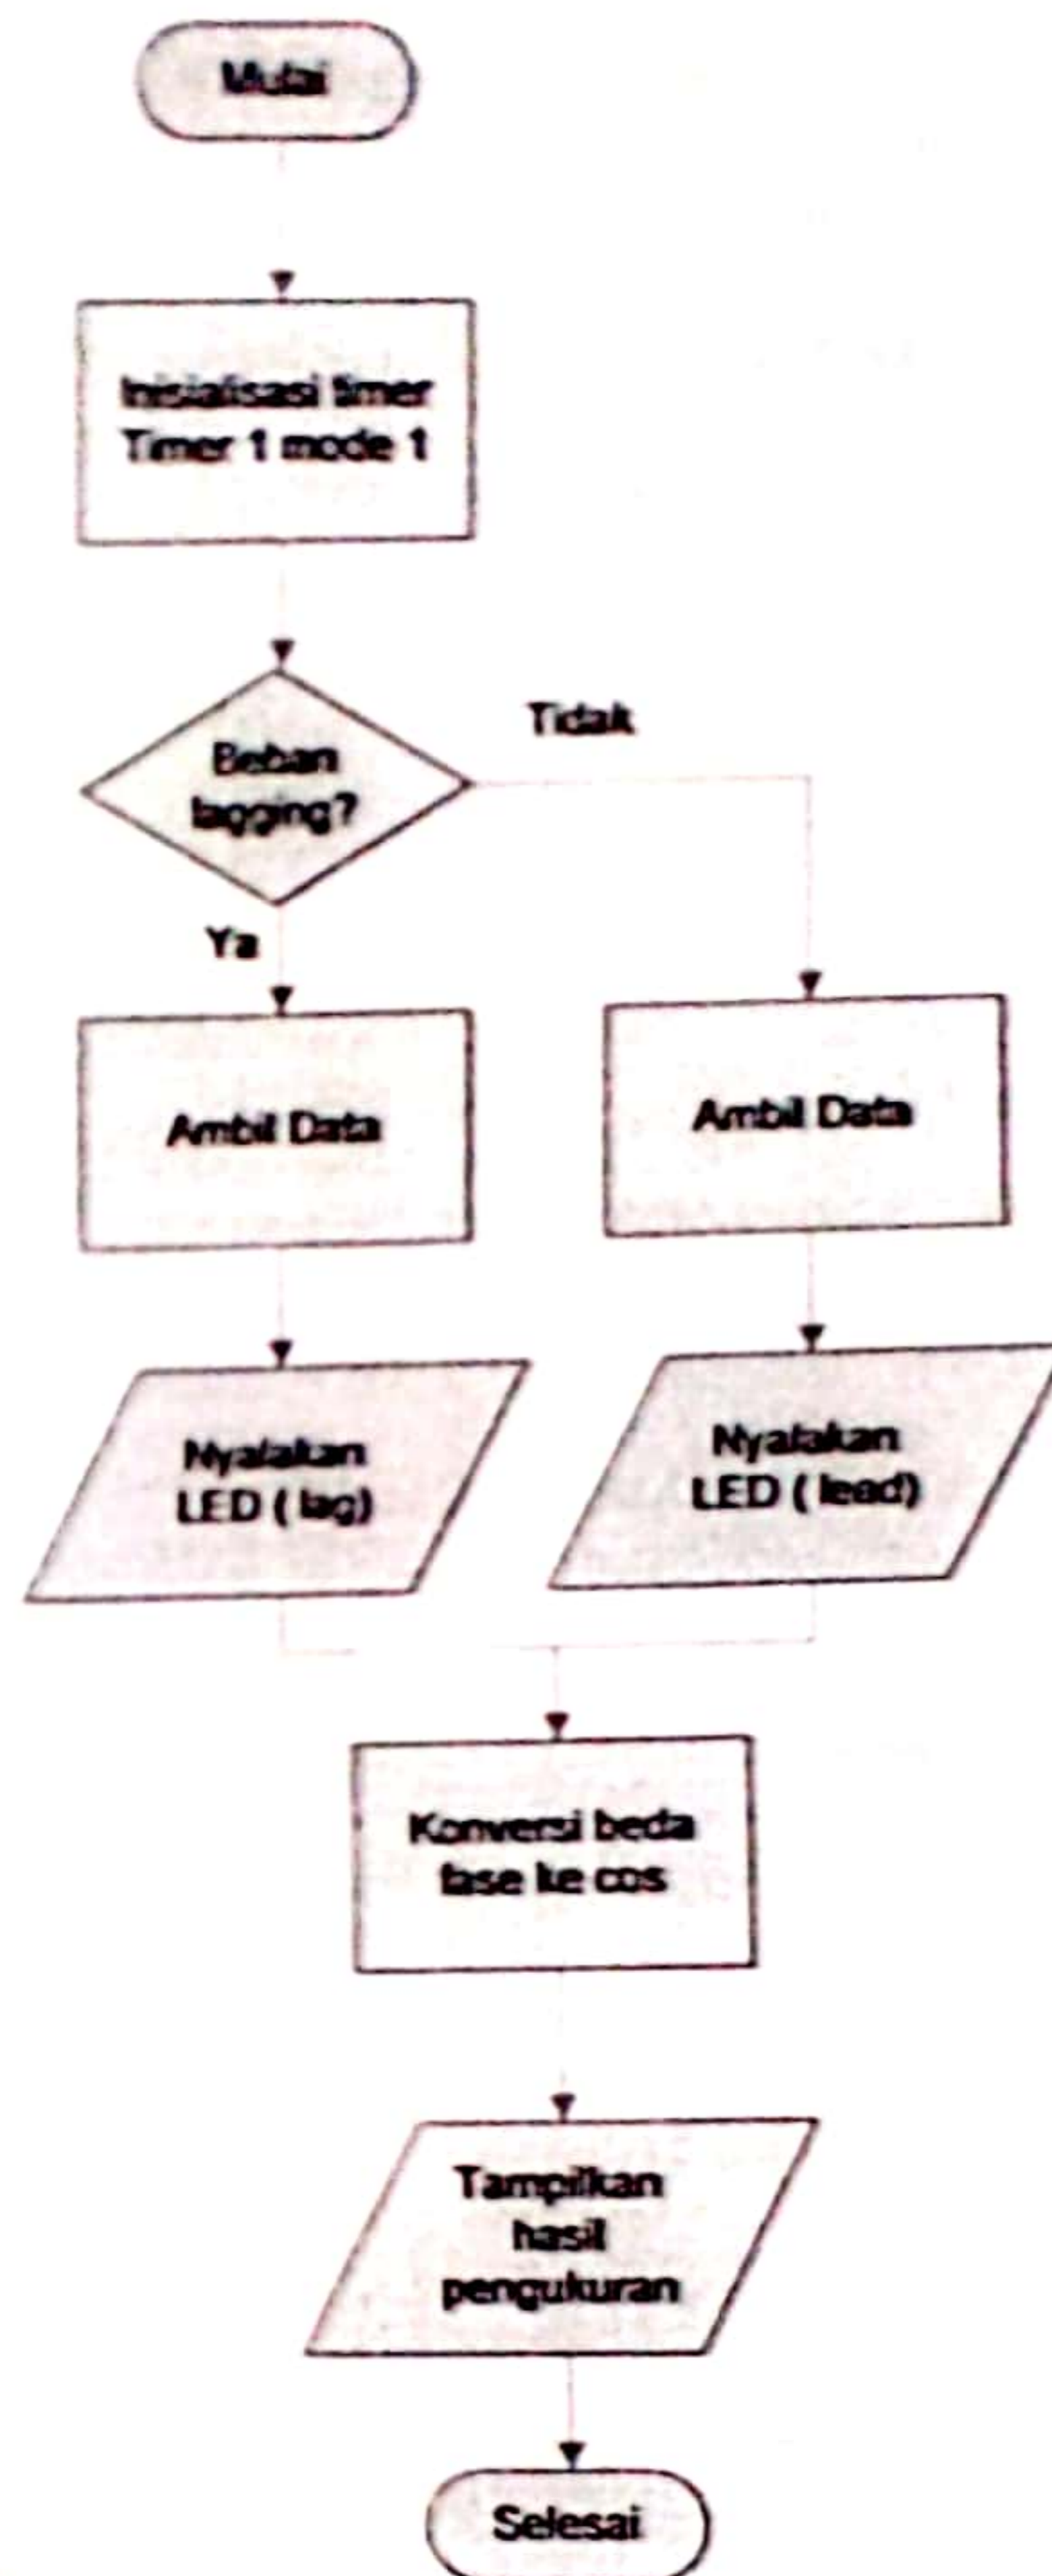 Mulai
Inisialisasi timer
Timer 1 mode 1
Beban
lagging?
Tidak
Ya
Ambil Data
Ambil Data
Nyalakan
LED ( lag)
Nyalakan
LED ( lead)
Konversi beda
fase ke cos
Tampilkan
hasil
pengukuran
Selesai